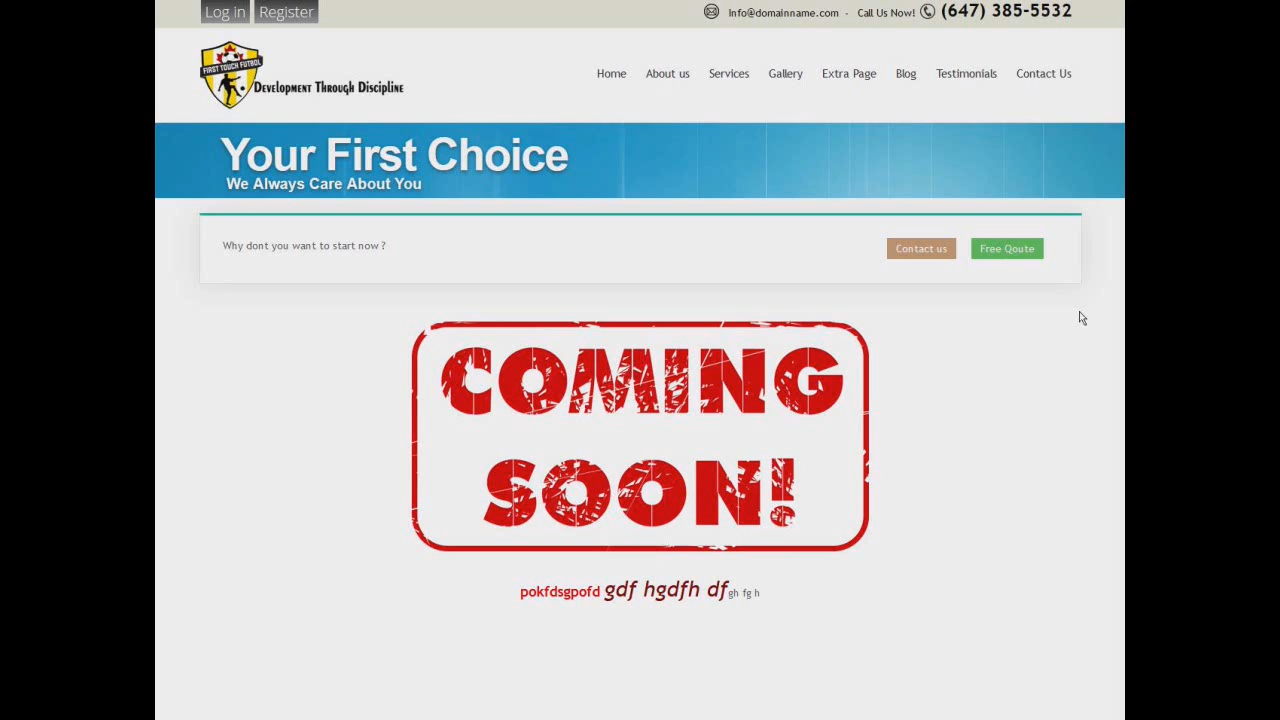 Log in Register Info@domainname.com - Call Us Now! (647) 385-5532
FIRST TOUCH FUTBOL
Development Through Discipline
Home About us Services Gallery Extra Page Blog Testimonials Contact Us
Your First Choice
We Always Care About You
Why dont you want to start now ? Contact us Free Qoute
COMING
SOON!
pokfdsgpofd gdf hgdfh df gh fg h